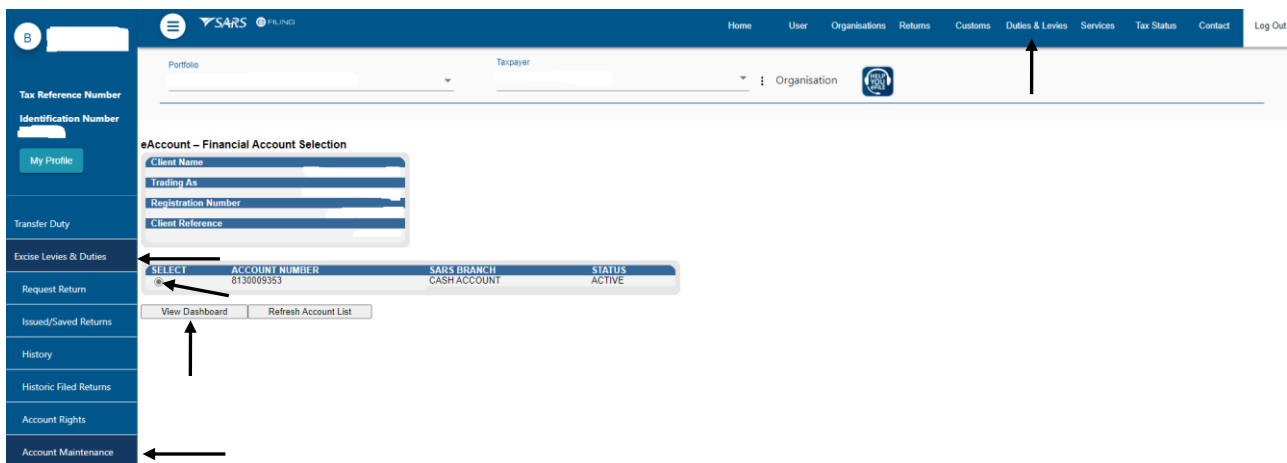 B
SARS eFILING
Home User Organisations Returns Customs Duties & Levies Services Tax Status Contact Log Out
Portfolio Taxpayer
Organisation
HELP YOU eFILE
Tax Reference Number
Identification Number
My Profile
Transfer Duty
Excise Levies & Duties
Request Return
Issued/Saved Returns
History
Historic Filed Returns
Account Rights
Account Maintenance
eAccount – Financial Account Selection
Client Name
Trading As
Registration Number
Client Reference
SELECT ACCOUNT NUMBER SARS BRANCH STATUS
8130009353 CASH ACCOUNT ACTIVE
View Dashboard Refresh Account List